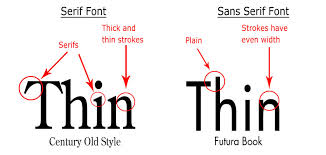 Serif Font
Sans Serif Font
Thick and
thin strokes
Serifs
Strokes have
even width
Plain
Thin
Thin
Century Old Style
Futura Book